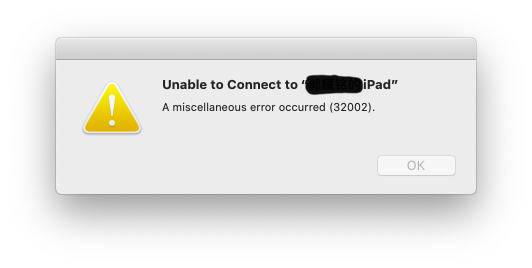 Unable to Connect to “iPad”
A miscellaneous error occurred (32002).
OK